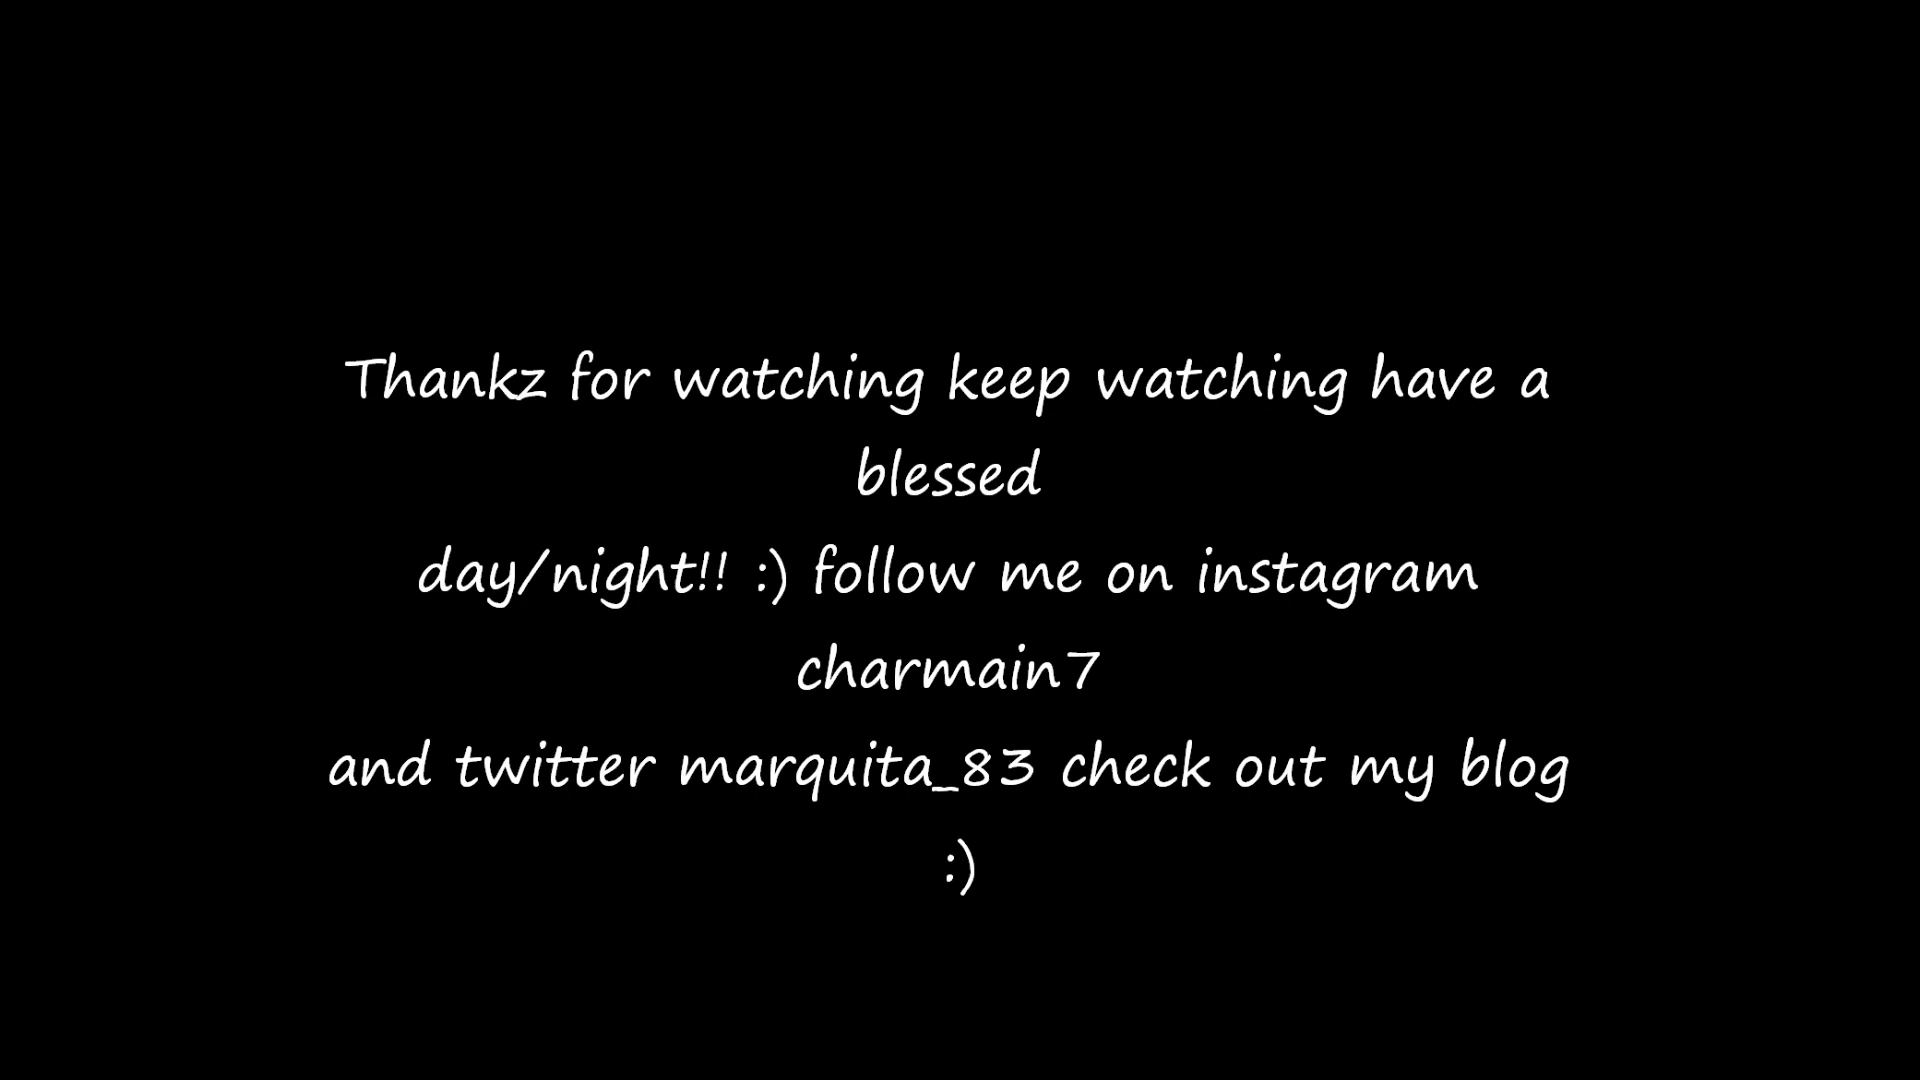 Thankz for watching keep watching have a
blessed
day/night!! :) follow me on instagram
charmain7
and twitter marquita_83 check out my blog
:)